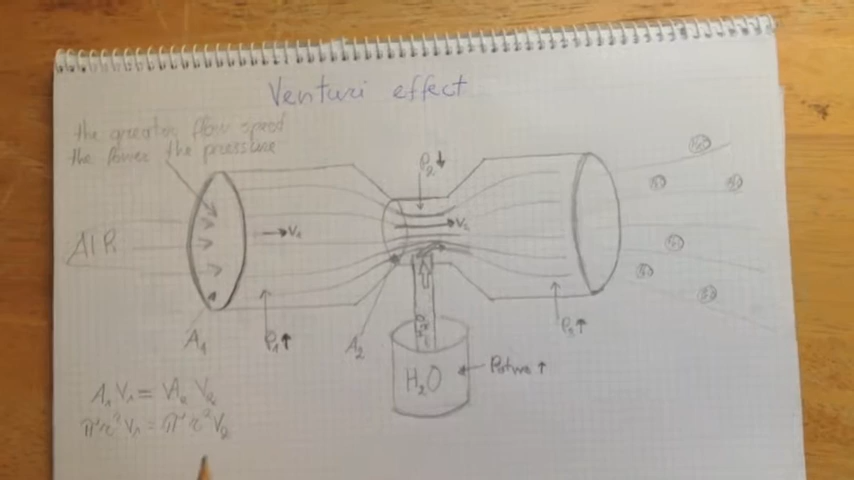 Venturi effect
the greater flow speed
the lower the pressure
AIR
V₁
P₂↓
V₂
A₁
P₁↑
A₂
P₃↑
H₂O
A₁V₁=A₂V₂